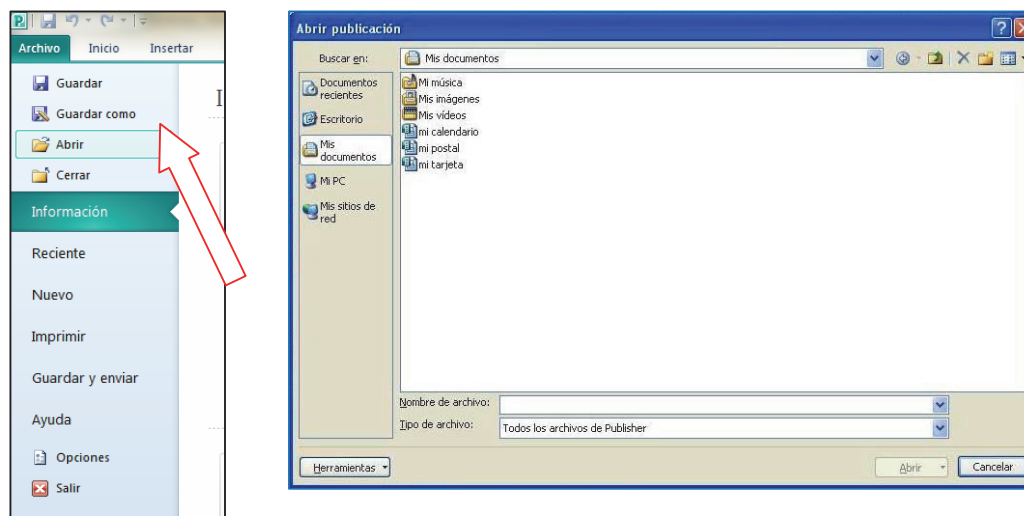 Archivo Inicio Insertar
Guardar
Guardar como
Abrir
Cerrar
Información
Reciente
Nuevo
Imprimir
Guardar y enviar
Ayuda
Opciones
Salir
Abrir publicación
Buscar en: Mis documentos
Documentos recientes
Escritorio
Mis documentos
Mi PC
Mis sitios de red
Mi música
Mis imágenes
Mis vídeos
mi calendario
mi postal
mi tarjeta
Nombre de archivo:
Tipo de archivo: Todos los archivos de Publisher
Herramientas Abrir Cancelar